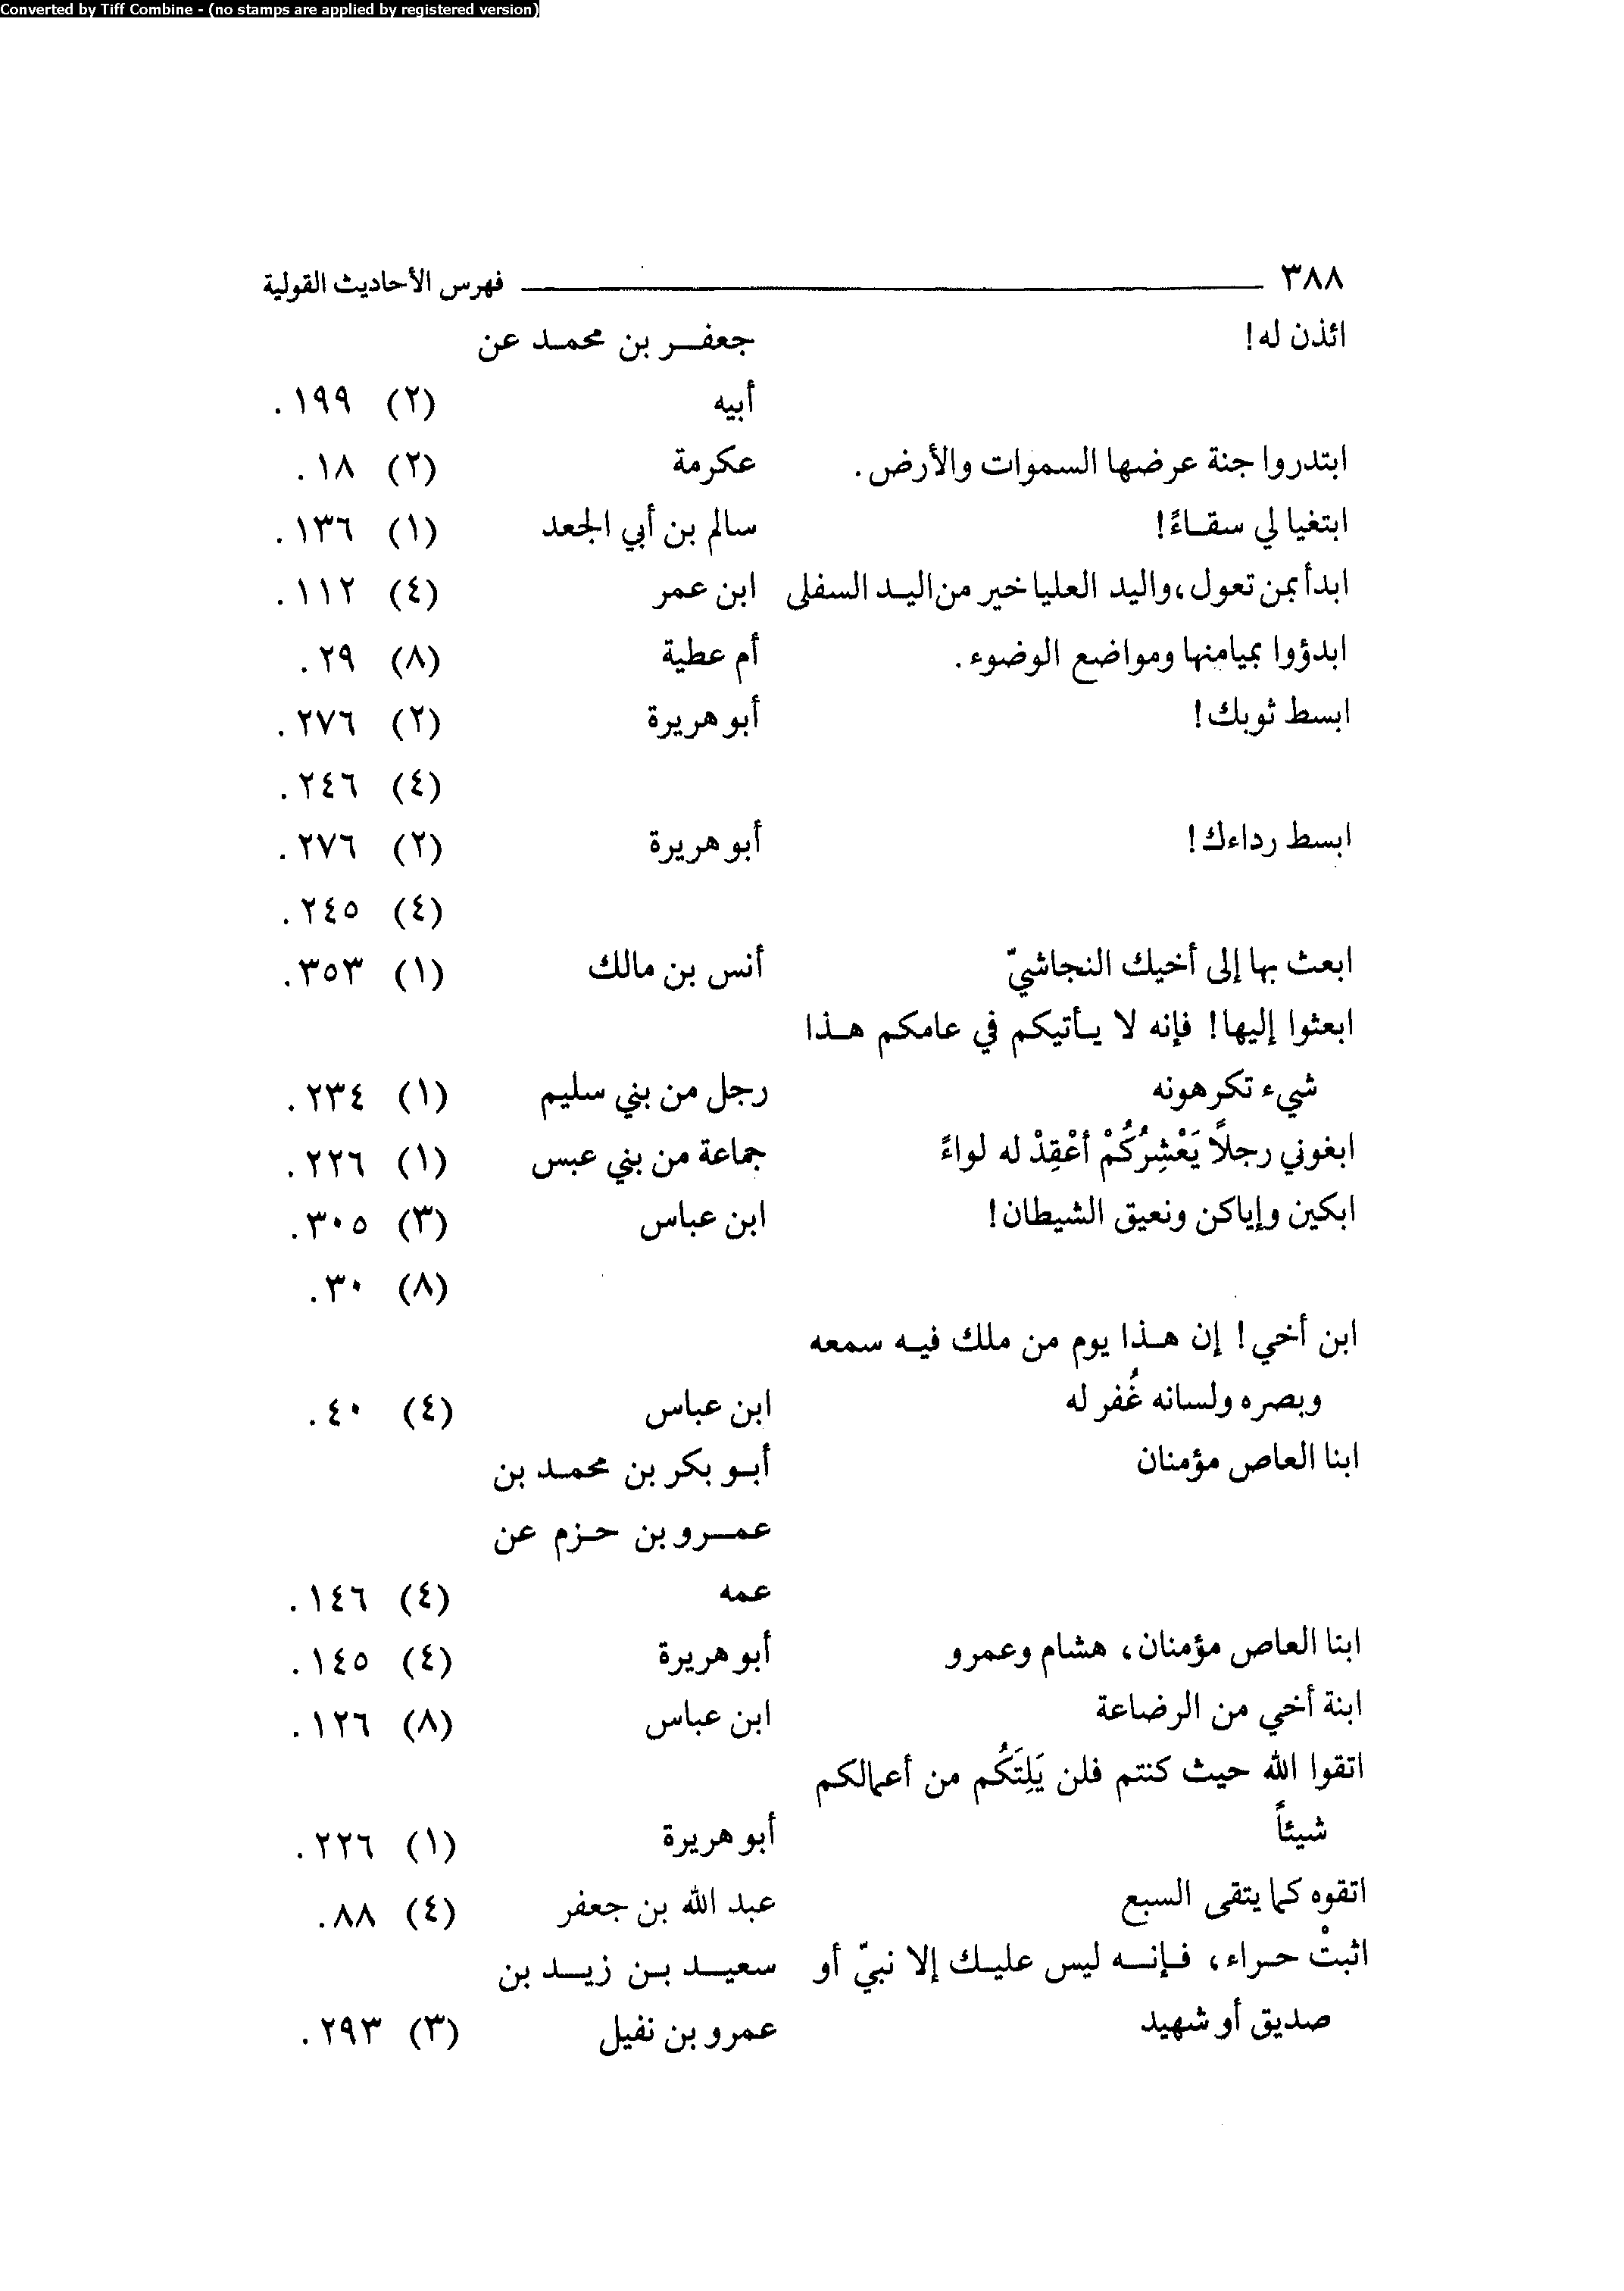 Converted by Tiff Combine - (no stamps are applied by registered version)
٣٨٨ فهرس الأحاديث القولية
ائذن له! جعفر بن محمد عن
أبيه (٢) ١٩٩.
ابتدروا جنة عرضها السموات والأرض. عكرمة (٢) ١٨.
ابتغيا لي سقاءً! سالم بن أبي الجعد (١) ١٣٦.
ابدأ بمن تعول، واليد العليا خير من اليد السفلى ابن عمر (٤) ١١٢.
ابدؤوا بميامنها ومواضع الوضوء. أم عطية (٨) ٢٩.
ابسط ثوبك! أبو هريرة (٢) ٢٧٦.
(٤) ٢٤٦.
ابسط رداءك! أبو هريرة (٢) ٢٧٦.
(٤) ٢٤٥.
ابعث بها إلى أخيك النجاشيّ أنس بن مالك (١) ٣٥٣.
ابعثوا إليها! فإنه لا يأتيكم في عامكم هذا
شيء تكرهونه رجل من بني سليم (١) ٢٣٤.
ابغوني رجلاً يَعْشِرُكُمْ أعْقِدْ له لواءً جماعة من بني عبس (١) ٢٢٦.
ابكين وإياكن ونعيق الشيطان! ابن عباس (٣) ٣٠٥.
(٨) ٣٠.
ابن أخي! إن هذا يوم من ملك فيه سمعه
وبصره ولسانه غُفر له ابن عباس (٤) ٤٠.
ابنا العاص مؤمنان أبو بكر بن محمد بن
عمرو بن حزم عن
عمه (٤) ١٤٦.
ابنا العاص مؤمنان، هشام وعمرو أبو هريرة (٤) ١٤٥.
ابنة أخي من الرضاعة ابن عباس (٨) ١٢٦.
اتقوا الله حيث كنتم فلن يَلِتَكُم من أعمالكم
شيئاً أبو هريرة (١) ٢٢٦.
اتقوه كما يتقى السبع عبد الله بن جعفر (٤) ٨٨.
اثبتْ حراء، فإنه ليس عليك إلا نبيّ أو سعيد بن زيد بن
صديق أو شهيد عمرو بن نفيل (٣) ٢٩٣.